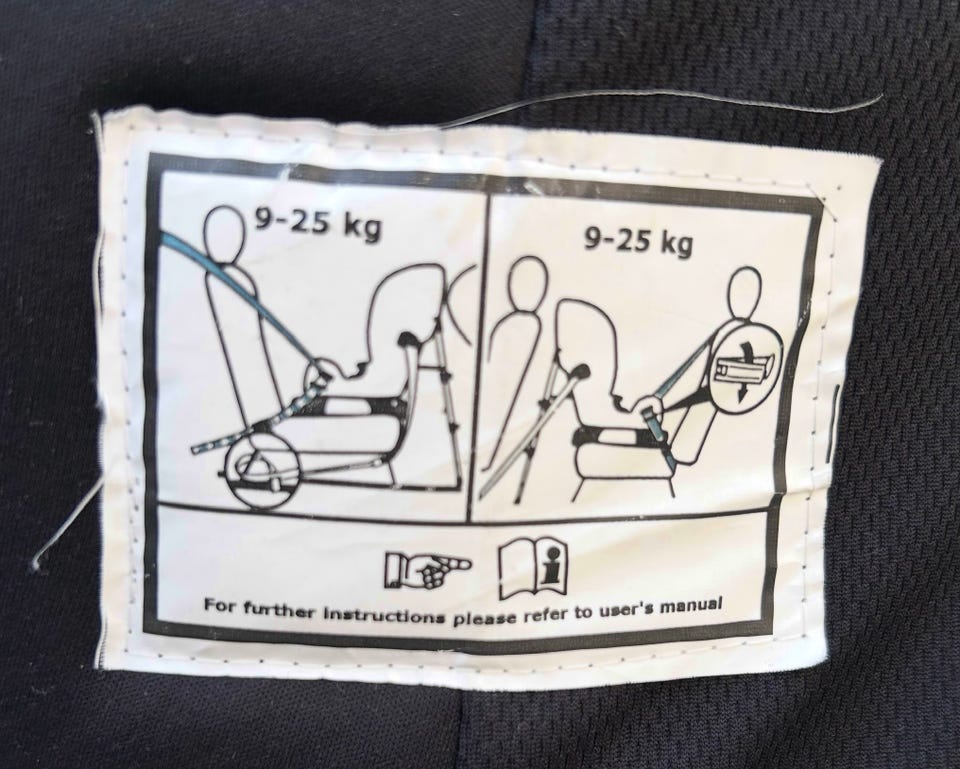 9-25 kg
9-25 kg
For further instructions please refer to user's manual